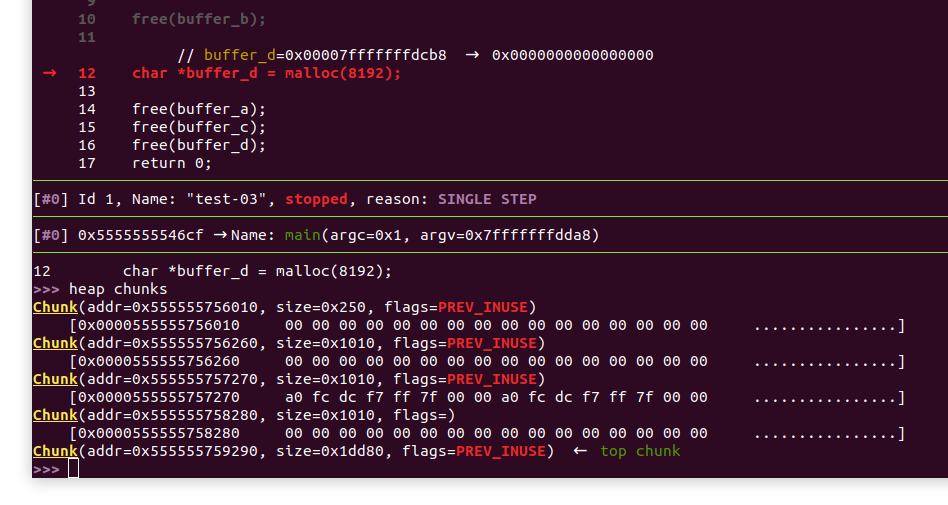 9
10    free(buffer_b);
11
// buffer_d=0x00007fffffffdcb8  →  0x0000000000000000
→  12    char *buffer_d = malloc(8192);
13
14    free(buffer_a);
15    free(buffer_c);
16    free(buffer_d);
17    return 0;
[#0] Id 1, Name: "test-03", stopped, reason: SINGLE STEP
[#0] 0x5555555546cf → Name: main(argc=0x1, argv=0x7fffffffdda8)
12        char *buffer_d = malloc(8192);
>>> heap chunks
Chunk(addr=0x555555756010, size=0x250, flags=PREV_INUSE)
[0x0000555555756010     00 00 00 00 00 00 00 00 00 00 00 00 00 00 00 00     ................]
Chunk(addr=0x555555756260, size=0x1010, flags=PREV_INUSE)
[0x0000555555756260     00 00 00 00 00 00 00 00 00 00 00 00 00 00 00 00     ................]
Chunk(addr=0x555555757270, size=0x1010, flags=PREV_INUSE)
[0x0000555555757270     a0 fc dc f7 ff 7f 00 00 a0 fc dc f7 ff 7f 00 00     ................]
Chunk(addr=0x555555758280, size=0x1010, flags=)
[0x0000555555758280     00 00 00 00 00 00 00 00 00 00 00 00 00 00 00 00     ................]
Chunk(addr=0x555555759290, size=0x1dd80, flags=PREV_INUSE)  ←  top chunk
>>>